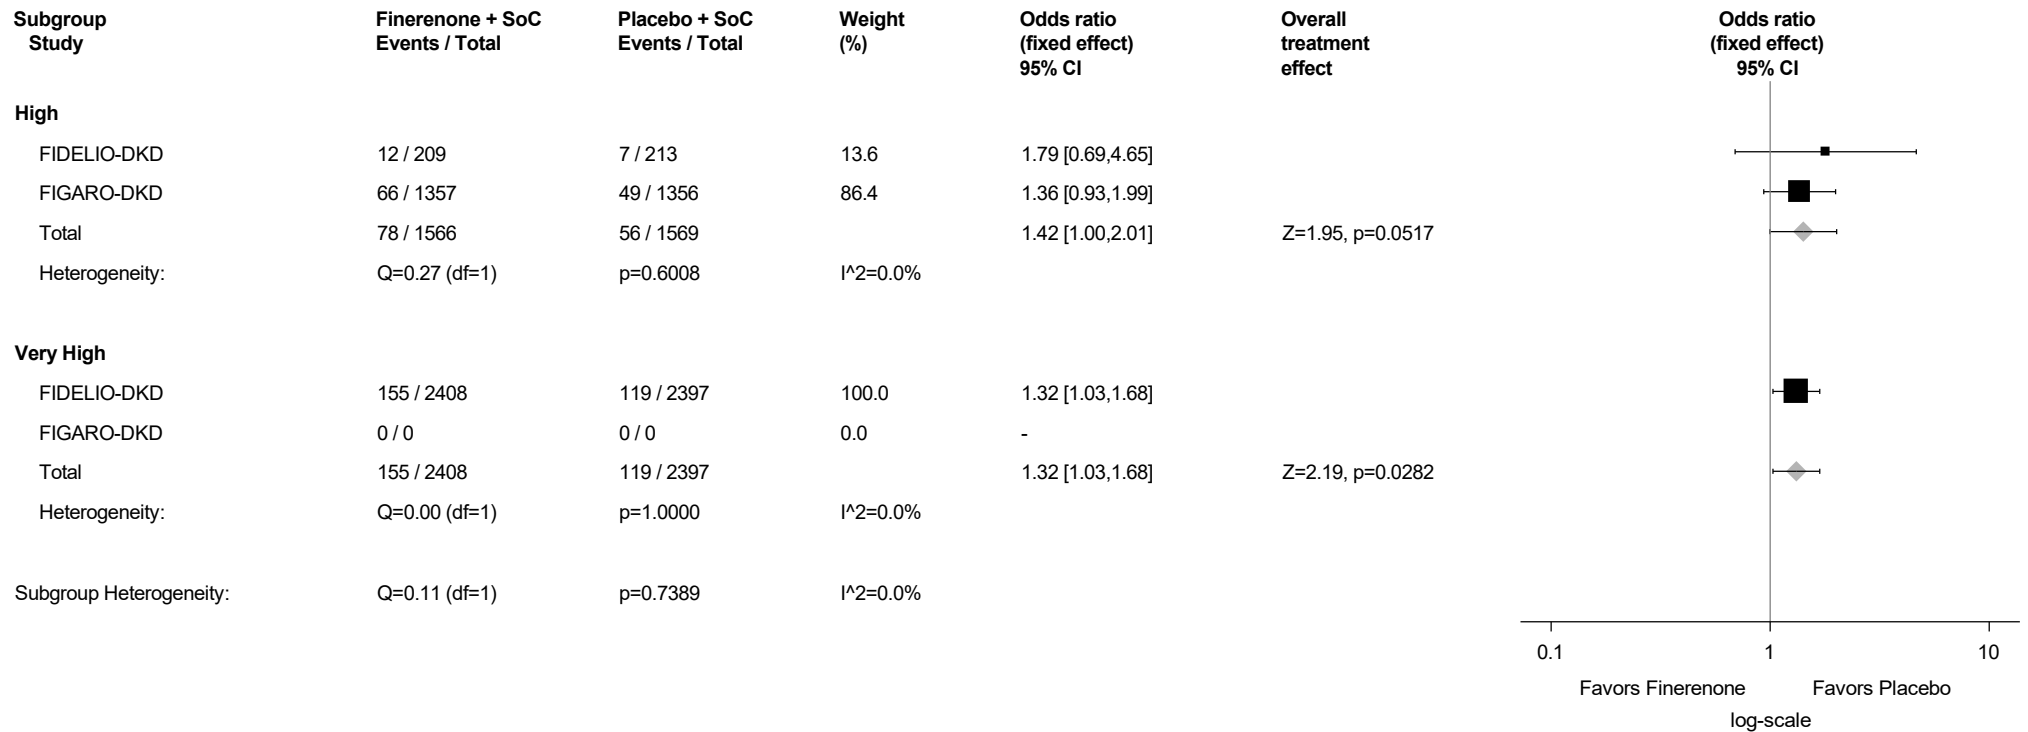 Subgroup Finerenone + SoC Placebo + SoC Weight Odds ratio Overall Odds ratio
Study Events / Total Events / Total (%) (fixed effect) treatment (fixed effect)
95% CI effect 95% CI
High
FIDELIO-DKD 12 / 209 7 / 213 13.6 1.79 [0.69,4.65]
FIGARO-DKD 66 / 1357 49 / 1356 86.4 1.36 [0.93,1.99]
Total 78 / 1566 56 / 1569 1.42 [1.00,2.01] Z=1.95, p=0.0517
Heterogeneity: Q=0.27 (df=1) p=0.6008 I^2=0.0%
Very High
FIDELIO-DKD 155 / 2408 119 / 2397 100.0 1.32 [1.03,1.68]
FIGARO-DKD 0 / 0 0 / 0 0.0 -
Total 155 / 2408 119 / 2397 1.32 [1.03,1.68] Z=2.19, p=0.0282
Heterogeneity: Q=0.00 (df=1) p=1.0000 I^2=0.0%
Subgroup Heterogeneity: Q=0.11 (df=1) p=0.7389 I^2=0.0%
0.1 1 10
Favors Finerenone Favors Placebo
log-scale